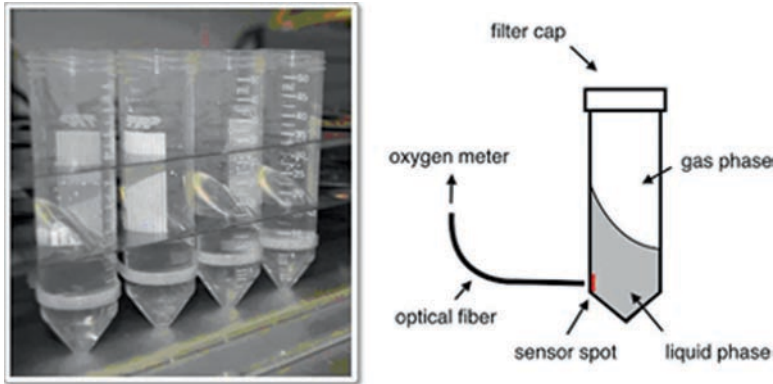 filter cap
oxygen meter
gas phase
optical fiber
sensor spot
liquid phase